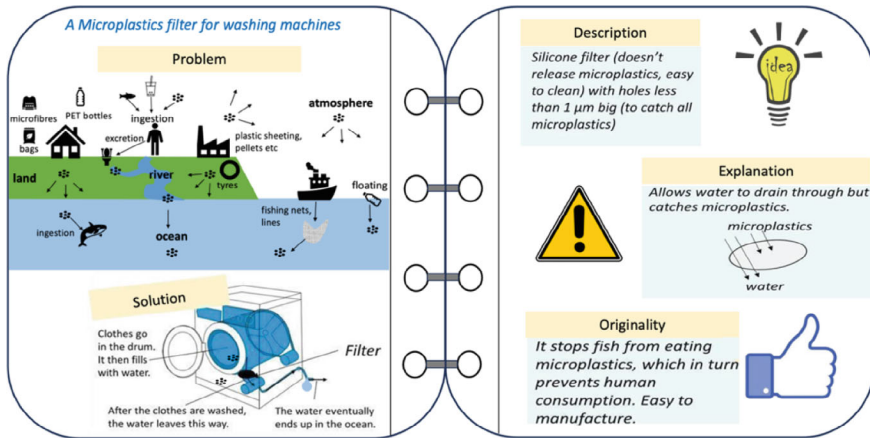 A Microplastics filter for washing machines
Problem
microfibres
PET bottles
bags
ingestion
excretion
plastic sheeting,
pellets etc
atmosphere
land
river
tyres
floating
fishing nets,
lines
ingestion
ocean
Solution
Clothes go
in the drum.
It then fills
with water.
Filter
After the clothes are washed,
the water leaves this way.
The water eventually
ends up in the ocean.
Description
Silicone filter (doesn't
release microplastics, easy
to clean) with holes less
than 1 μm big (to catch all
microplastics)
idea
Explanation
Allows water to drain through but
catches microplastics.
microplastics
water
Originality
It stops fish from eating
microplastics, which in turn
prevents human
consumption. Easy to
manufacture.